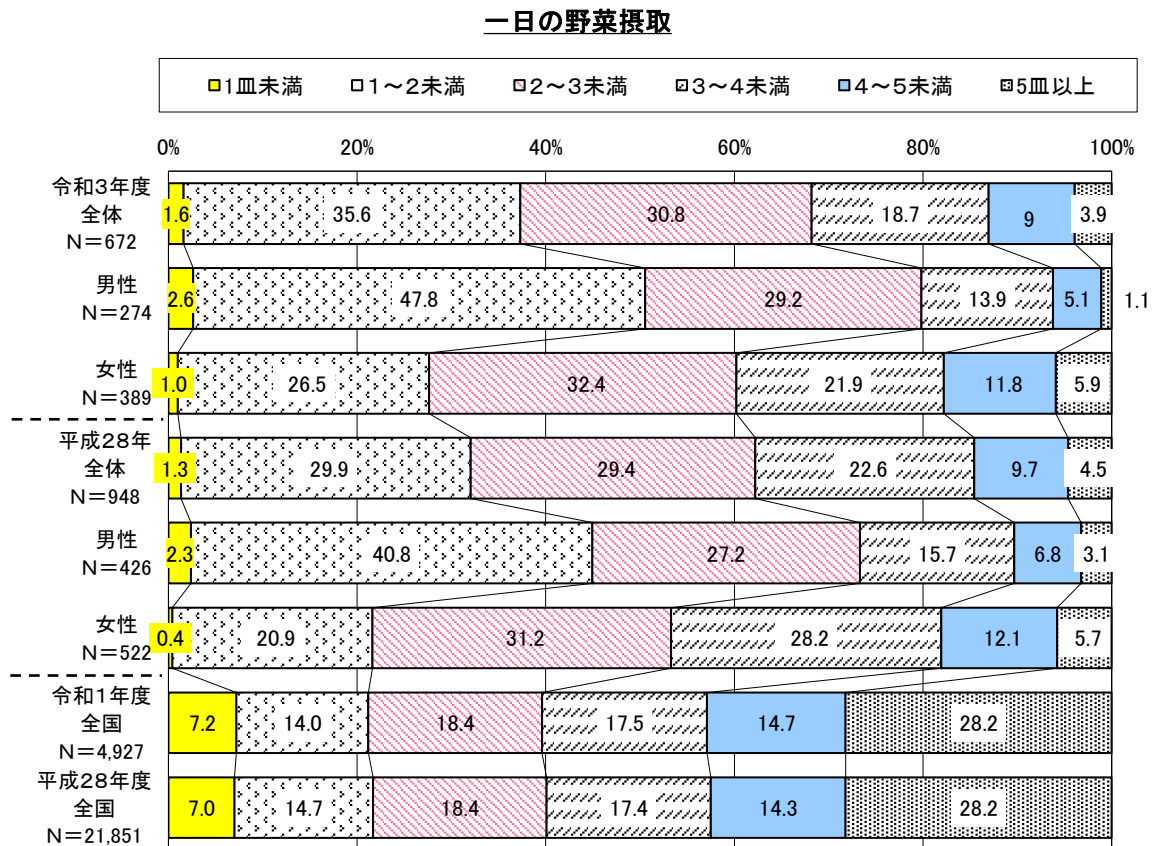 一日の野菜摂取
1皿未満 1～2未満 2～3未満 3～4未満 4～5未満 5皿以上
0% 20% 40% 60% 80% 100%
令和3年度
全体
N=672
1.6 35.6 30.8 18.7 9 3.9
男性
N=274
2.6 47.8 29.2 13.9 5.1 1.1
女性
N=389
1.0 26.5 32.4 21.9 11.8 5.9
平成28年
全体
N=948
1.3 29.9 29.4 22.6 9.7 4.5
男性
N=426
2.3 40.8 27.2 15.7 6.8 3.1
女性
N=522
0.4 20.9 31.2 28.2 12.1 5.7
令和1年度
全国
N=4,927
7.2 14.0 18.4 17.5 14.7 28.2
平成28年度
全国
N=21,851
7.0 14.7 18.4 17.4 14.3 28.2